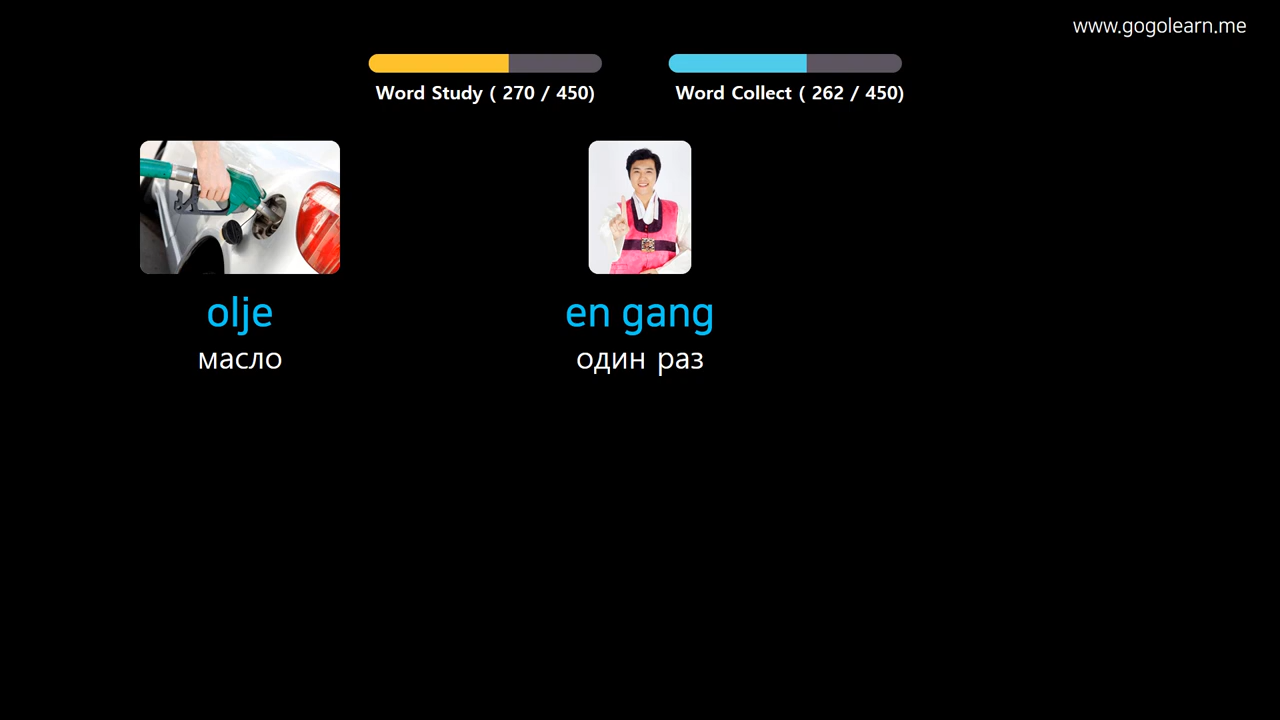 www.gogolearn.me
Word Study ( 270 / 450)
Word Collect ( 262 / 450)
olje
масло
en gang
один раз